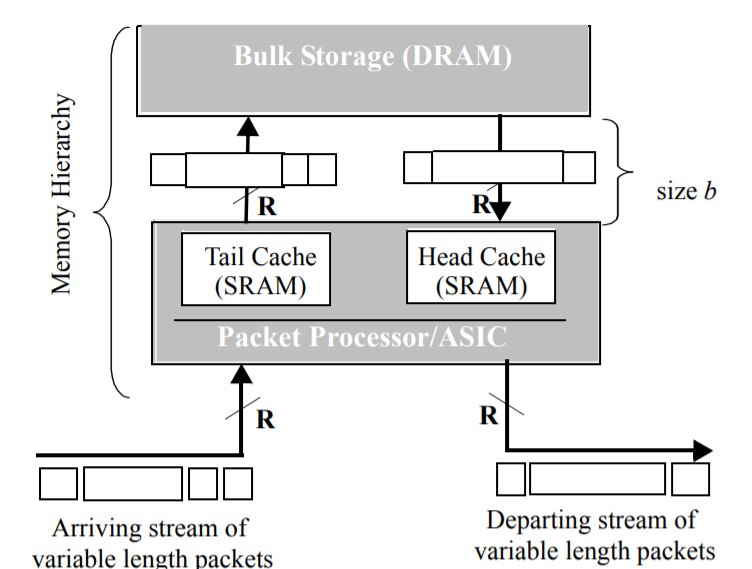 Bulk Storage (DRAM)
Memory Hierarchy
R
R
size b
Tail Cache
(SRAM)
Head Cache
(SRAM)
Packet Processor/ASIC
R
R
Arriving stream of
variable length packets
Departing stream of
variable length packets